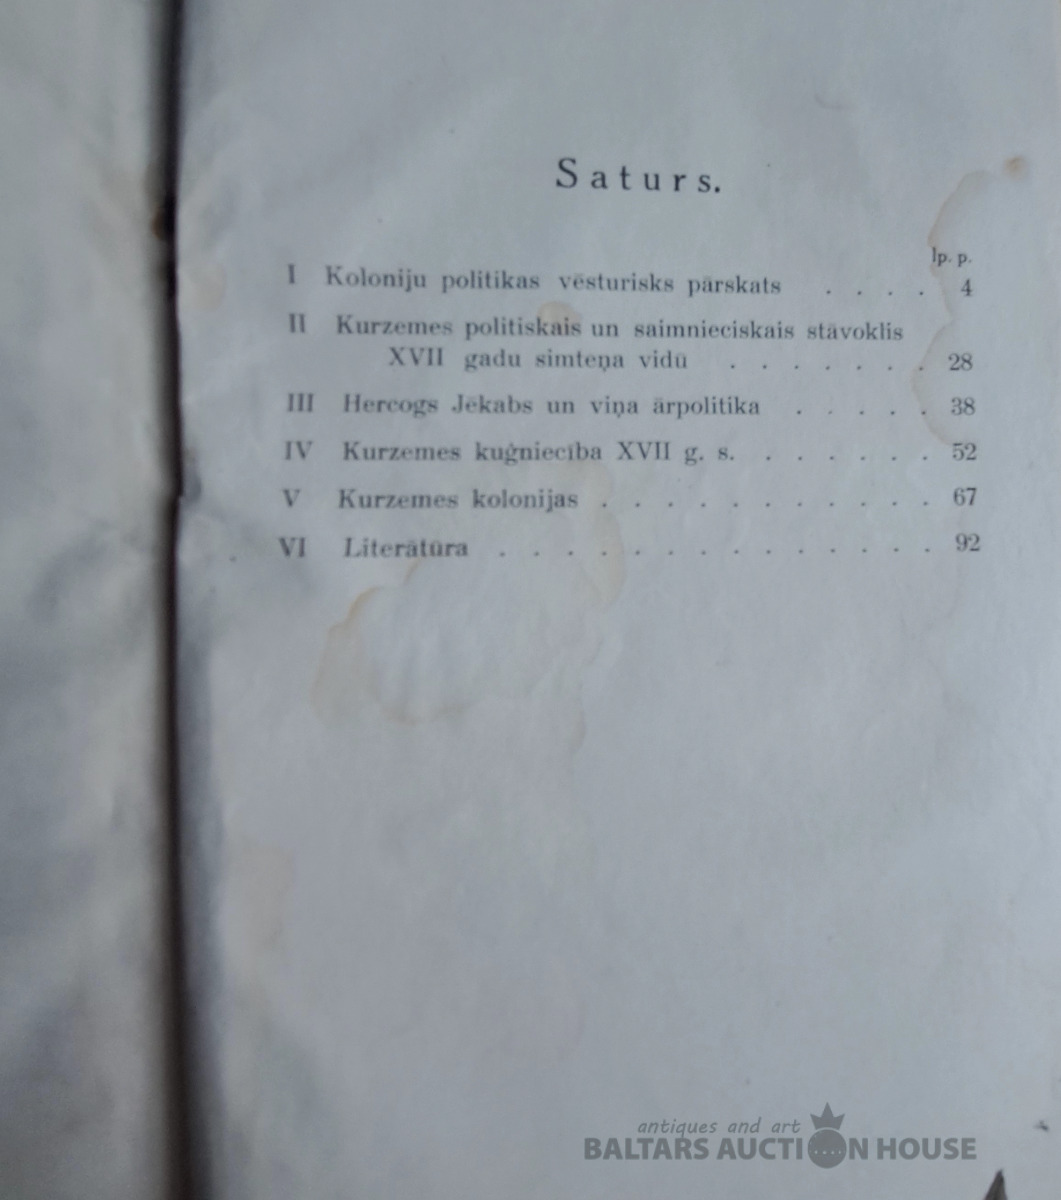 Saturs.
lp. p.
I Koloniju politikas vēsturisks pārskats . . . . 4
II Kurzemes politiskais un saimnieciskais stāvoklis
XVII gadu simteņa vidū . . . . . . . 28
III Hercogs Jēkabs un viņa ārpolitika . . . . . 38
IV Kurzemes kuģniecība XVII g. s. . . . . . . 52
V Kurzemes kolonijas . . . . . . . . . . . 67
VI Literātūra . . . . . . . . . . . . . . 92
antiques and art
BALTARS AUCTION HOUSE